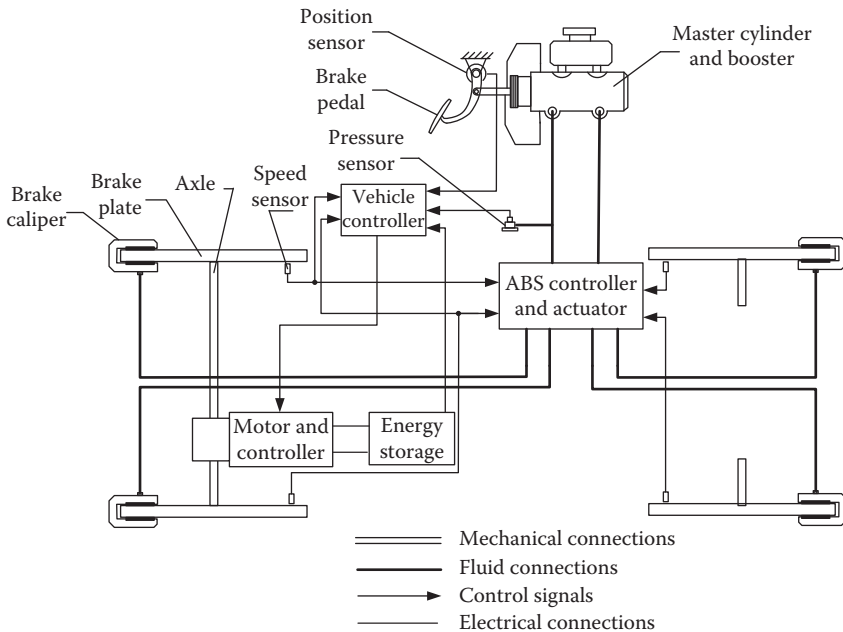 Position
sensor
Master cylinder
and booster
Brake
pedal
Pressure
sensor
Brake
caliper
Brake
plate
Axle
Speed
sensor
Vehicle
controller
ABS controller
and actuator
Motor and
controller
Energy
storage
Mechanical connections
Fluid connections
Control signals
Electrical connections